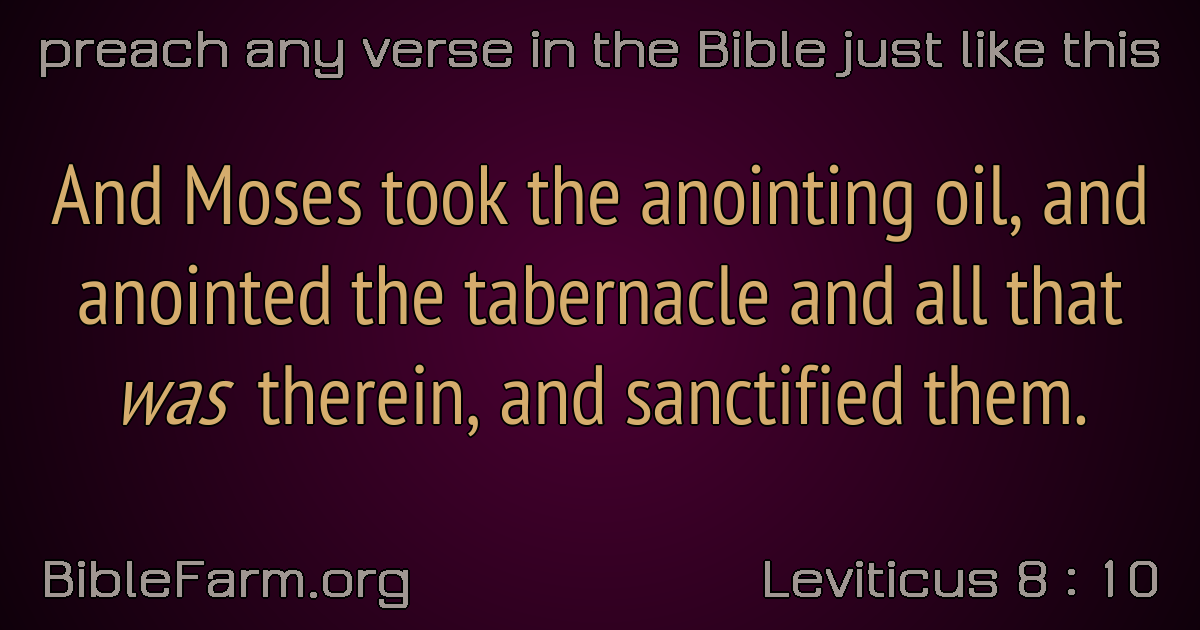 preach any verse in the Bible just like this
And Moses took the anointing oil, and
anointed the tabernacle and all that
was therein, and sanctified them.
BibleFarm.org
Leviticus 8 : 10